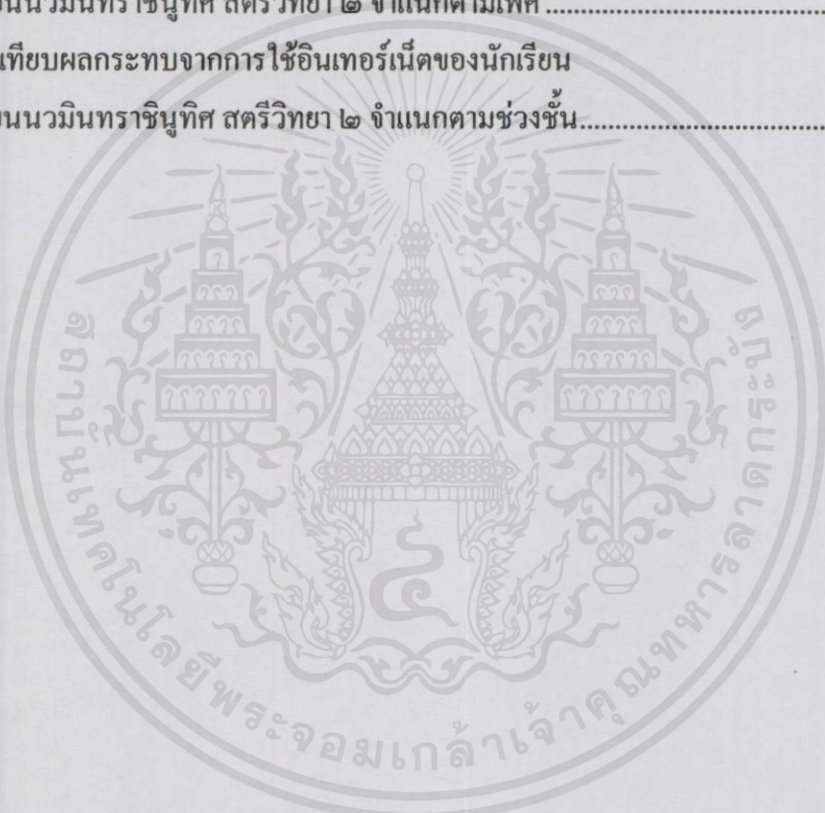 นนวมินทราชินูทิศ สตรีวิทยา ๒ จำแนกตามเพศ ................................................
เทียบผลกระทบจากการใช้อินเทอร์เน็ตของนักเรียน
นนวมินทราชินูทิศ สตรีวิทยา ๒ จำแนกตามช่วงชั้น..........................................
สถาบันเทคโนโลยีพระจอมเกล้าเจ้าคุณทหารลาดกระบัง
๔